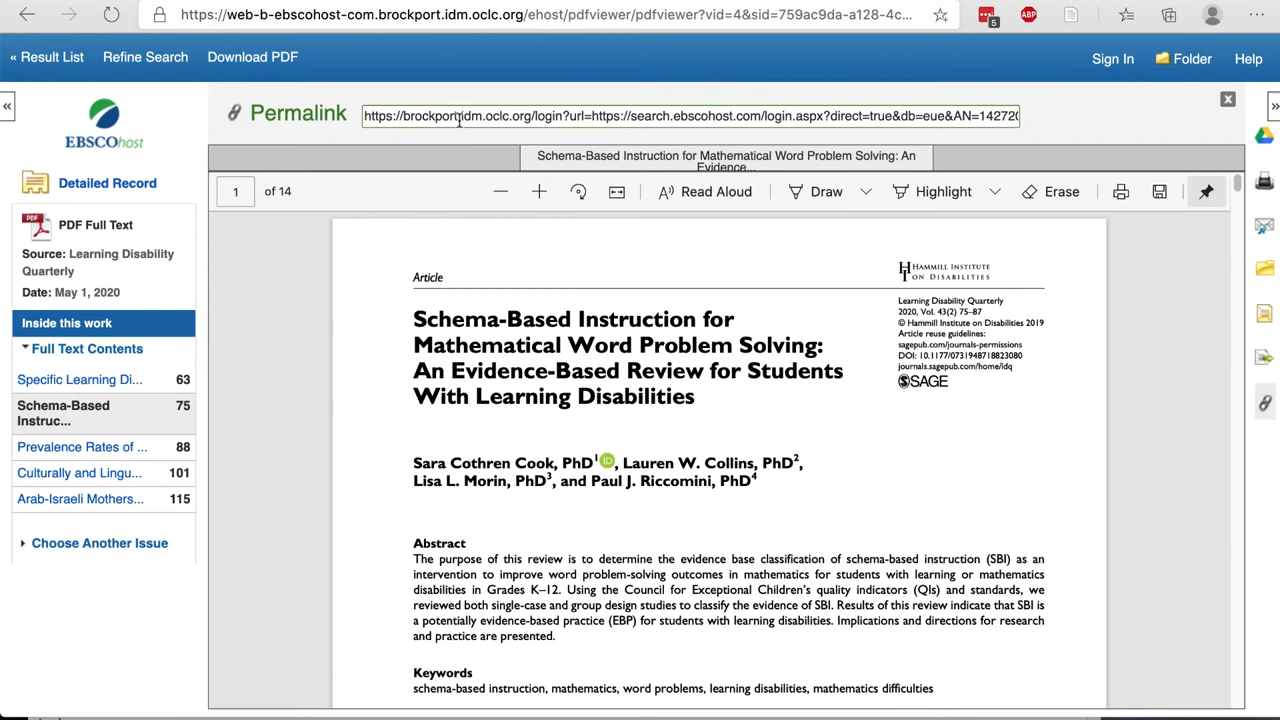 https://web-b-ebscohost-com.brockport.idm.oclc.org/ehost/pdfviewer/pdfviewer?vid=4&sid=759ac9da-a128-4c...
5
ABP
« Result List
Refine Search
Download PDF
Sign In
Folder
Help
«
EBSCOhost
Detailed Record
PDF
PDF Full Text
Source: Learning Disability
Quarterly
Date: May 1, 2020
Inside this work
Full Text Contents
Specific Learning Di... 63
Schema-Based 75
Instruc...
Prevalence Rates of ... 88
Culturally and Lingu... 101
Arab-Israeli Mothers... 115
Choose Another Issue
Permalink
https://brockport.idm.oclc.org/login?url=https://search.ebscohost.com/login.aspx?direct=true&db=eue&AN=14272
x
»
Schema-Based Instruction for Mathematical Word Problem Solving: An
Evidence...
1 of 14
Read Aloud
Draw
Highlight
Erase
Article
HAMMILL INSTITUTE
ON DISABILITIES
Schema-Based Instruction for
Mathematical Word Problem Solving:
An Evidence-Based Review for Students
With Learning Disabilities
Learning Disability Quarterly
2020, Vol. 43(2) 75–87
© Hammill Institute on Disabilities 2019
Article reuse guidelines:
sagepub.com/journals-permissions
DOI: 10.1177/0731948718823080
journals.sagepub.com/home/ldq
SAGE
Sara Cothren Cook, PhD1 iD, Lauren W. Collins, PhD2,
Lisa L. Morin, PhD3, and Paul J. Riccomini, PhD4
Abstract
The purpose of this review is to determine the evidence base classification of schema-based instruction (SBI) as an
intervention to improve word problem-solving outcomes in mathematics for students with learning or mathematics
disabilities in Grades K–12. Using the Council for Exceptional Children's quality indicators (QIs) and standards, we
reviewed both single-case and group design studies to classify the evidence of SBI. Results of this review indicate that SBI is
a potentially evidence-based practice (EBP) for students with learning disabilities. Implications and directions for research
and practice are presented.
Keywords
schema-based instruction, mathematics, word problems, learning disabilities, mathematics difficulties